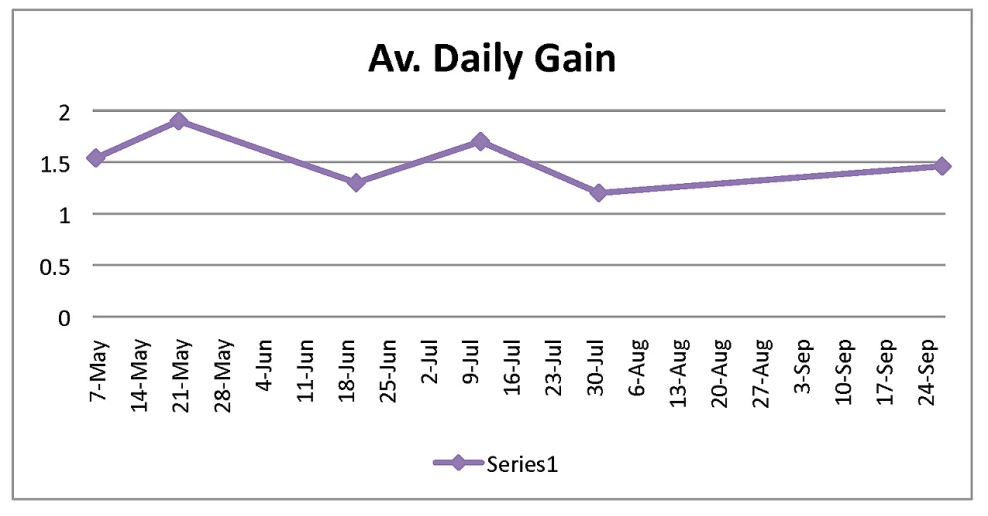 Av. Daily Gain
2
1.5
1
0.5
0
7-May
14-May
21-May
28-May
4-Jun
11-Jun
18-Jun
25-Jun
2-Jul
9-Jul
16-Jul
23-Jul
30-Jul
6-Aug
13-Aug
20-Aug
27-Aug
3-Sep
10-Sep
17-Sep
24-Sep
Series1